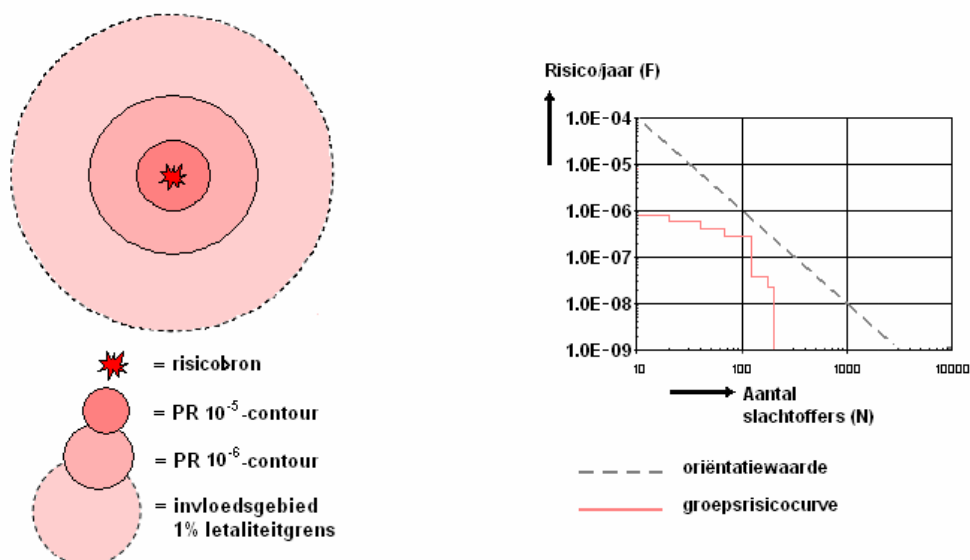 = risicobron
= PR 10⁻⁵-contour
= PR 10⁻⁶-contour
= invloedsgebied
1% letaliteitgrens
Risico/jaar (F)
1.0E-04
1.0E-05
1.0E-06
1.0E-07
1.0E-08
1.0E-09
10 100 1000 10000
Aantal
slachtoffers (N)
oriëntatiewaarde
groepsrisicocurve